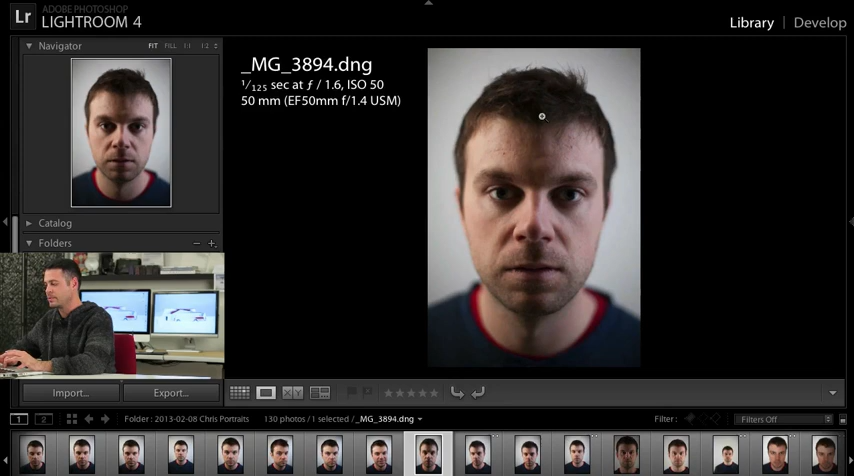 Lr ADOBE PHOTOSHOP
LIGHTROOM 4
Library | Develop
Navigator FIT FILL 1:1 1:2
_MG_3894.dng
1/125 sec at ƒ / 1.6, ISO 50
50 mm (EF50mm f/1.4 USM)
Catalog
Folders
Import...
Export...
XY
1 2 Folder : 2013-02-08 Chris Portraits 130 photos / 1 selected / _MG_3894.dng Filter : Filters Off